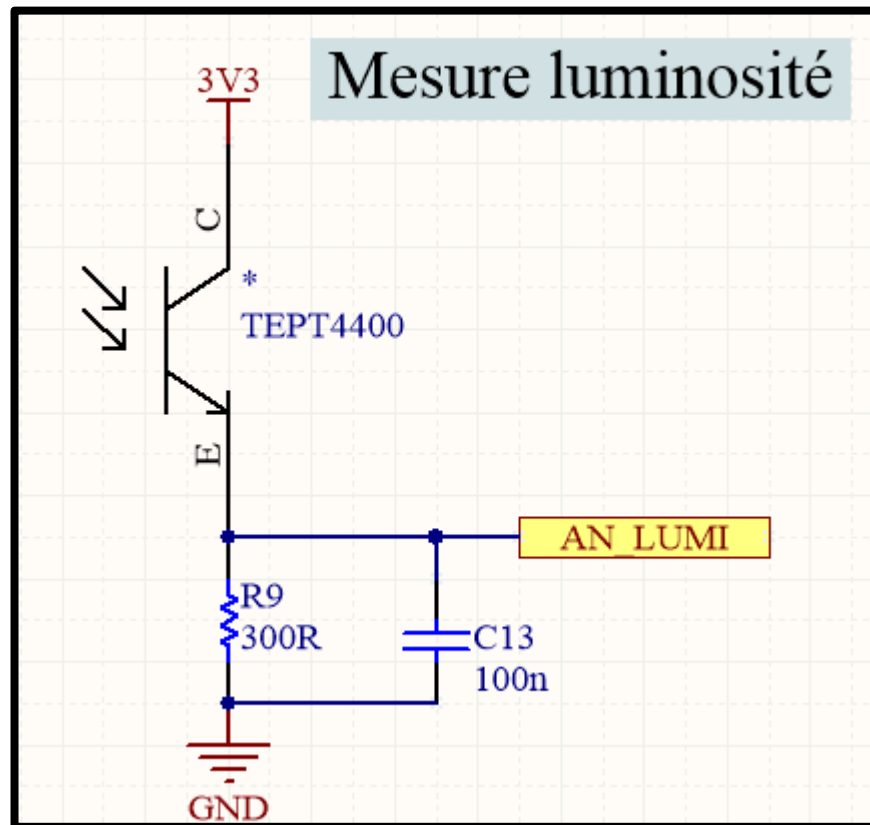 Mesure luminosité
3V3
C
*
TEPT4400
E
AN_LUMI
R9
300R
C13
100n
GND